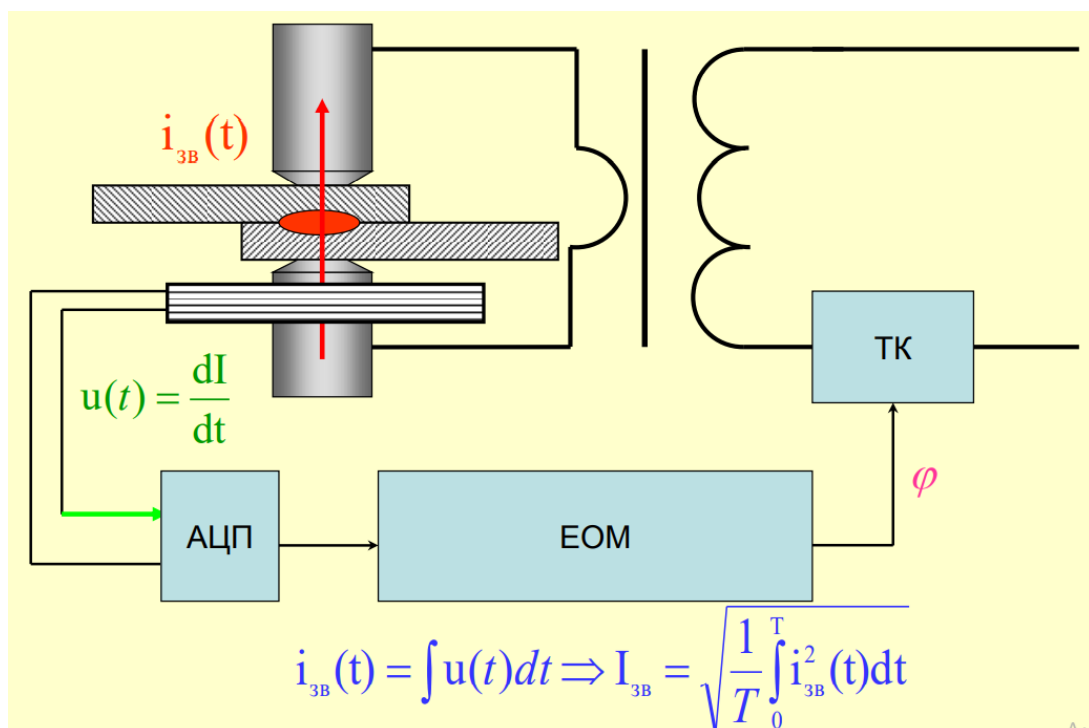 i_зв(t)
u(t) = dI/dt
ТК
φ
АЦП
ЕОМ
i_зв(t) = ∫u(t)dt ⇒ I_зв = √(1/T ∫₀ᵀ i²_зв(t)dt)